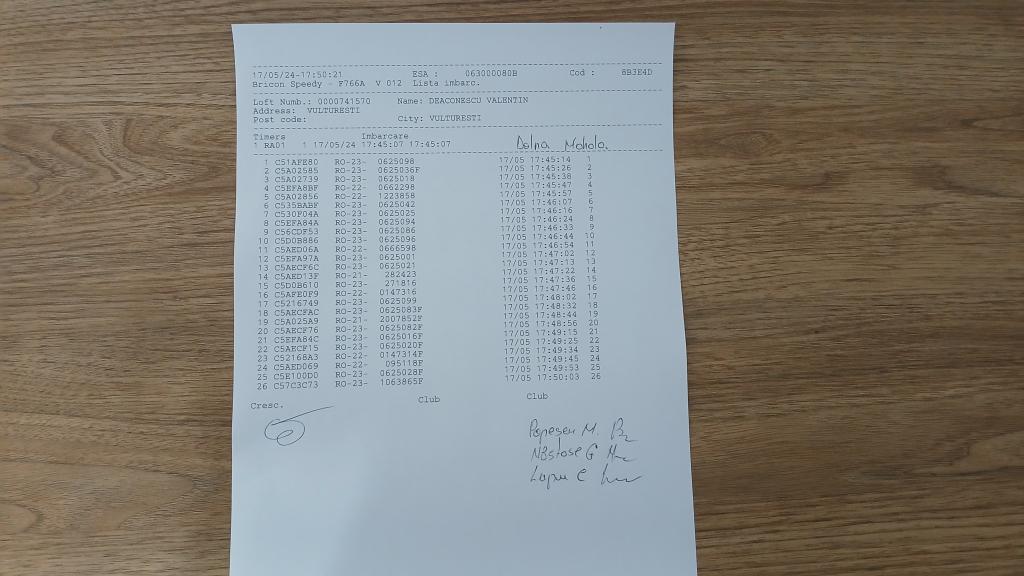 17/05/24-17:50:21 ESA : 063000080B Cod : 8B3E4D
Bricon Speedy - F766A V 012 Lista imbarc.
Loft Numb.: 0000741570 Name: DEACONESCU VALENTIN
Address: VULTURESTI
Post code: City: VULTURESTI
Timers Imbarcare
1 RA01 1 17/05/24 17:45:07 17:45:07 Dolna Mohola
1 C51AFE80 RO-23- 0625098 17/05 17:45:14 1
2 C5A02585 RO-23- 0625036F 17/05 17:45:26 2
3 C5A02739 RO-23- 0625018 17/05 17:45:38 3
4 C5EFA8BF RO-22- 0662298 17/05 17:45:47 4
5 C5A02856 RO-22- 1223858 17/05 17:45:57 5
6 C535BABF RO-23- 0625042 17/05 17:46:07 6
7 C530F04A RO-23- 0625025 17/05 17:46:16 7
8 C5EFA84A RO-23- 0625094 17/05 17:46:24 8
9 C56CDF53 RO-23- 0625086 17/05 17:46:33 9
10 C5D0B886 RO-23- 0625096 17/05 17:46:44 10
11 C5AED06A RO-22- 0666598 17/05 17:46:54 11
12 C5EFA97A RO-23- 0625001 17/05 17:47:02 12
13 C5AECF6C RO-23- 0625021 17/05 17:47:13 13
14 C5AED13F RO-21- 282423 17/05 17:47:22 14
15 C5D0B610 RO-23- 271816 17/05 17:47:36 15
16 C5AFE0F9 RO-22- 0147316 17/05 17:47:46 16
17 C5216749 RO-23- 0625099 17/05 17:48:02 17
18 C5AECFAC RO-23- 0625083F 17/05 17:48:32 18
19 C5A025A9 RO-21- 2007852F 17/05 17:48:44 19
20 C5AECF76 RO-23- 0625082F 17/05 17:48:56 20
21 C5EFA84C RO-23- 0625016F 17/05 17:49:15 21
22 C5AECF15 RO-23- 0625020F 17/05 17:49:25 22
23 C52168A3 RO-22- 0147314F 17/05 17:49:34 23
24 C5AED069 RO-22- 095118F 17/05 17:49:45 24
25 C5E100D0 RO-23- 0625028F 17/05 17:49:53 25
26 C57C3C73 RO-23- 1063865F 17/05 17:50:03 26
Cresc. Club Club
Popescu M.
Năstase G
Lupu C